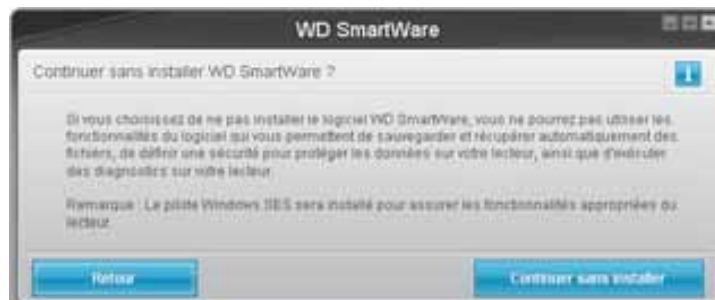 WD SmartWare
Continuer sans installer WD SmartWare ?
Si vous choisissez de ne pas installer le logiciel WD SmartWare, vous ne pourrez pas utiliser les
fonctionnalités du logiciel qui vous permettent de sauvegarder et récupérer automatiquement des
fichiers, de définir une sécurité pour protéger les données sur votre lecteur, ainsi que d'exécuter
des diagnostics sur votre lecteur.
Remarque : Le pilote Windows SES sera installé pour assurer les fonctionnalités appropriées du
lecteur.
Retour
Continuer sans installer